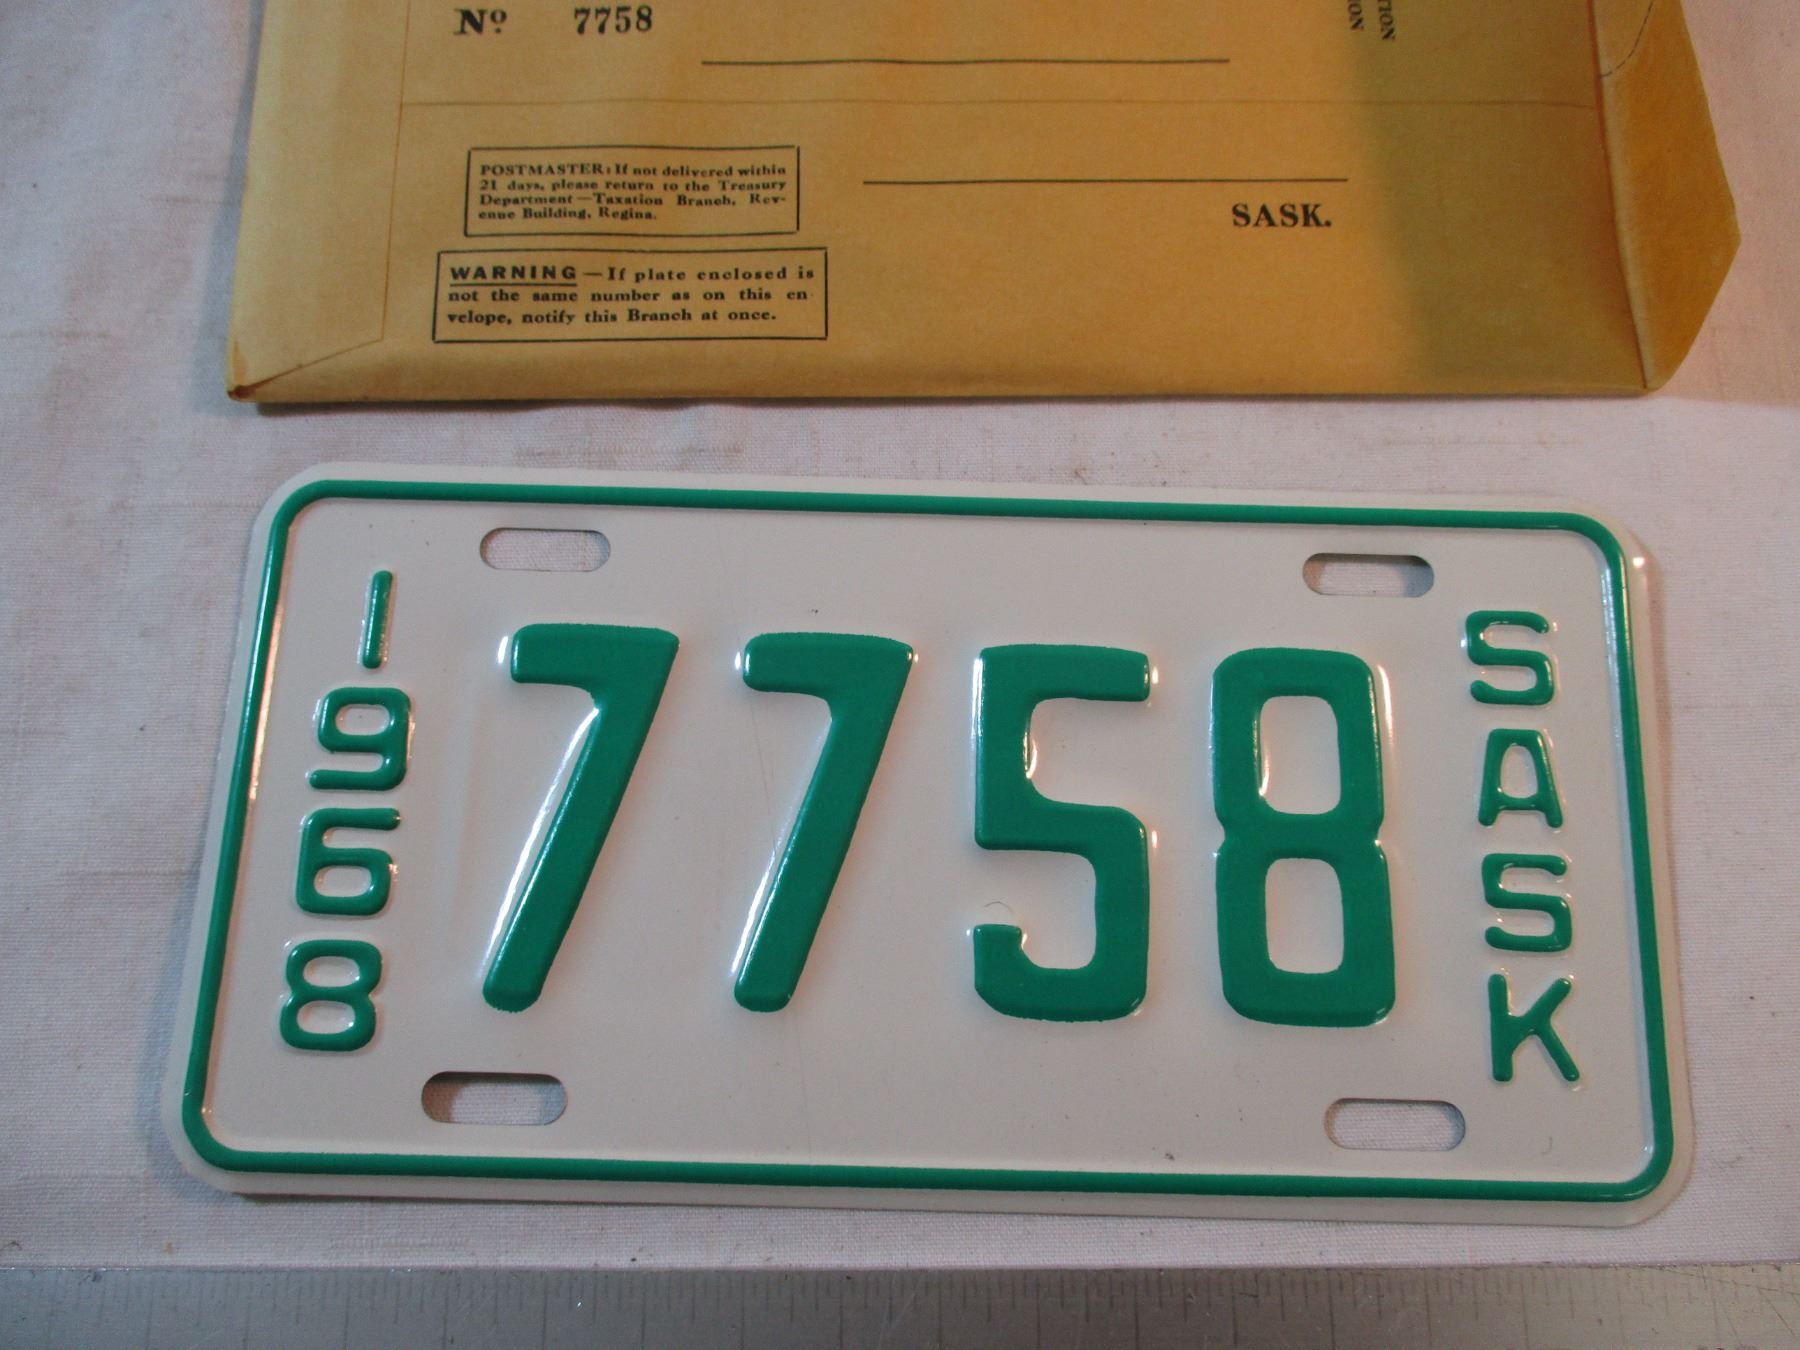 Nº 7758
TION
ION
POSTMASTER: If not delivered within
21 days, please return to the Treasury
Department—Taxation Branch, Rev-
enue Building, Regina.
SASK.
WARNING—If plate enclosed is
not the same number as on this en-
velope, notify this Branch at once.
1968
7758
SASK